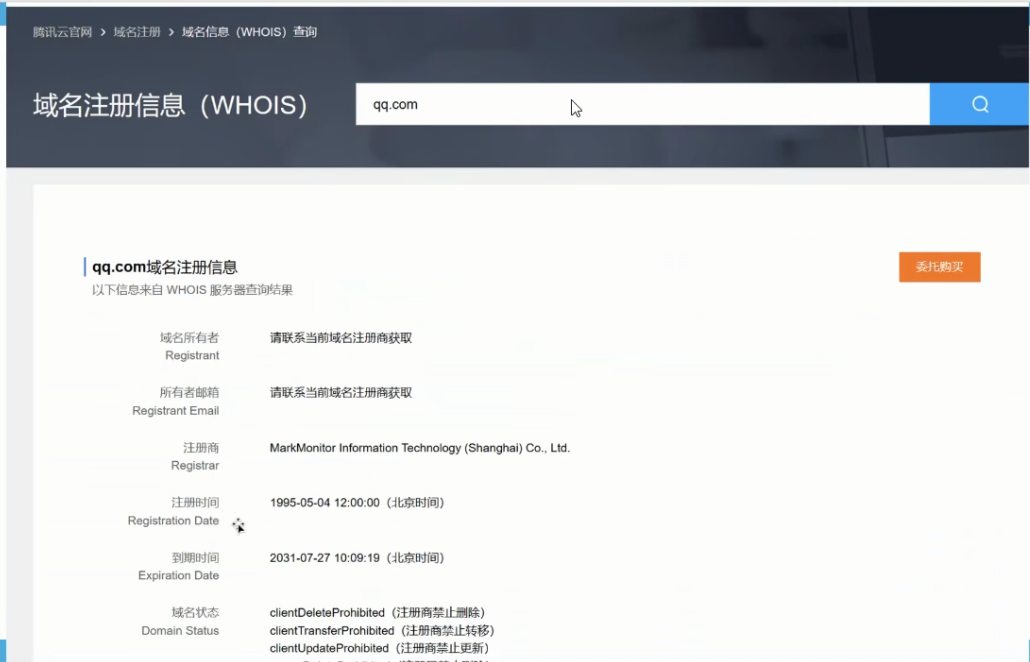 腾讯云官网 > 域名注册 > 域名信息（WHOIS）查询
域名注册信息（WHOIS）
qq.com
qq.com域名注册信息
委托购买
以下信息来自 WHOIS 服务器查询结果
域名所有者
请联系当前域名注册商获取
Registrant
所有者邮箱
请联系当前域名注册商获取
Registrant Email
注册商
MarkMonitor Information Technology (Shanghai) Co., Ltd.
Registrar
注册时间
1995-05-04 12:00:00（北京时间）
Registration Date
到期时间
2031-07-27 10:09:19（北京时间）
Expiration Date
域名状态
clientDeleteProhibited（注册商禁止删除）
Domain Status
clientTransferProhibited（注册商禁止转移）
clientUpdateProhibited（注册商禁止更新）